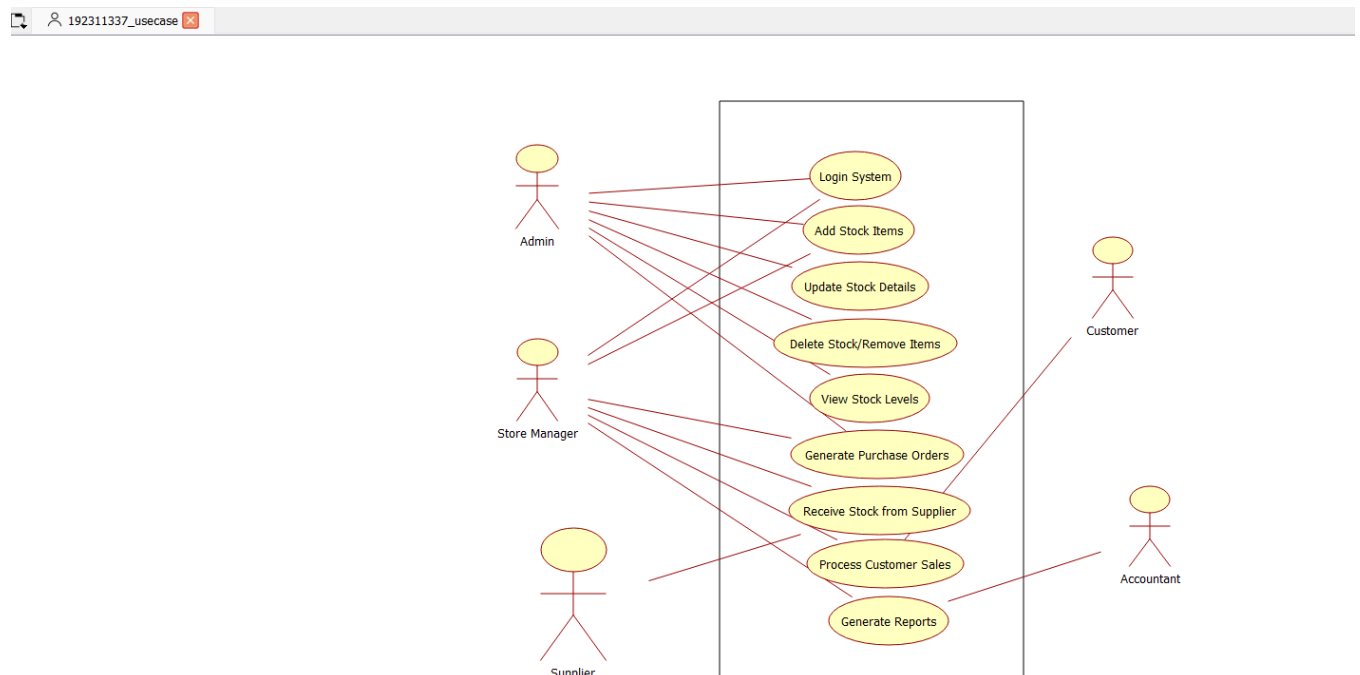 192311337_usecase
Login System
Admin
Add Stock Items
Update Stock Details
Customer
Delete Stock/Remove Items
View Stock Levels
Store Manager
Generate Purchase Orders
Receive Stock from Supplier
Process Customer Sales
Accountant
Generate Reports
Supplier